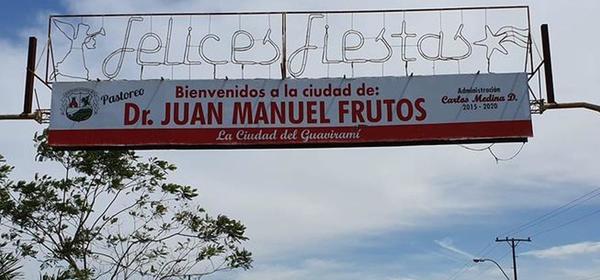 felices fiestas
Pastoreo
Bienvenidos a la ciudad de:
Dr. JUAN MANUEL FRUTOS
La Ciudad del Guaviramí
Administración
Carlos Medina D.
2015 - 2020